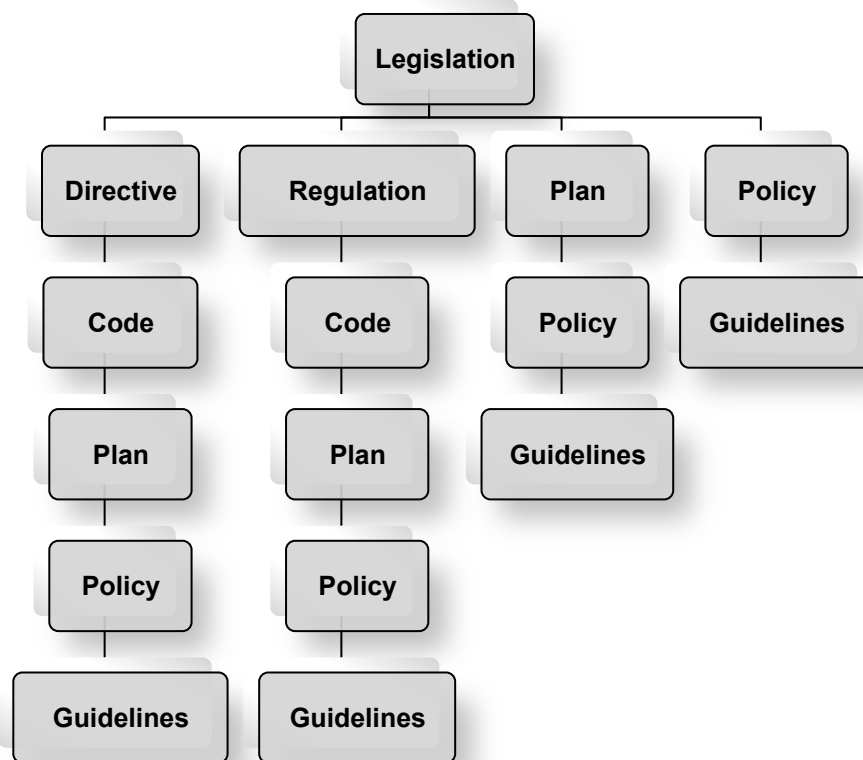 Legislation
Directive
Regulation
Plan
Policy
Code
Code
Policy
Guidelines
Plan
Plan
Guidelines
Policy
Policy
Guidelines
Guidelines